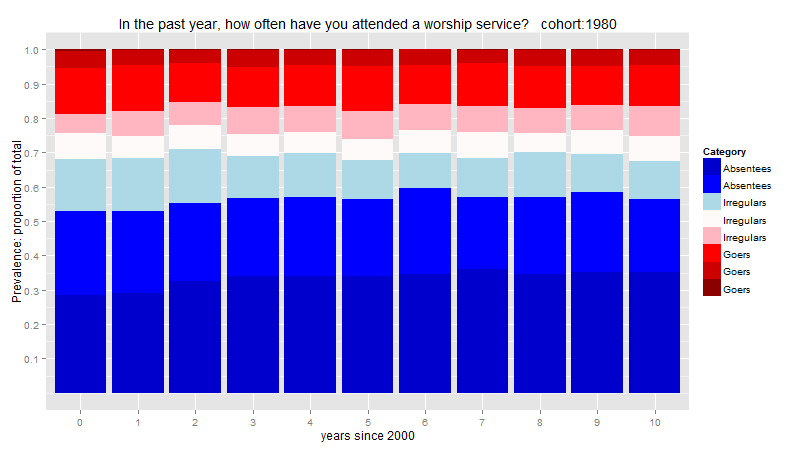 In the past year, how often have you attended a worship service?   cohort:1980
Prevalence: proportion of total
1.0
0.9
0.8
0.7
0.6
0.5
0.4
0.3
0.2
0.1
0 1 2 3 4 5 6 7 8 9 10
years since 2000
Category
Absentees
Absentees
Irregulars
Irregulars
Irregulars
Goers
Goers
Goers